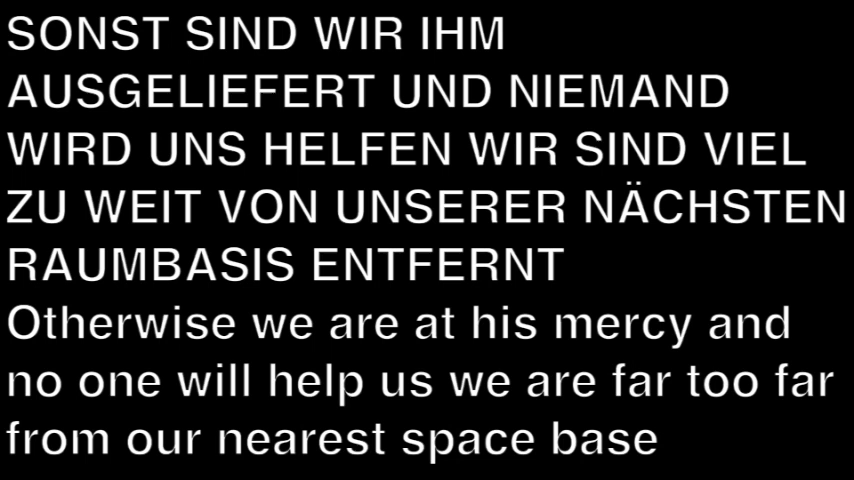 SONST SIND WIR IHM
AUSGELIEFERT UND NIEMAND
WIRD UNS HELFEN WIR SIND VIEL
ZU WEIT VON UNSERER NÄCHSTEN
RAUMBASIS ENTFERNT
Otherwise we are at his mercy and
no one will help us we are far too far
from our nearest space base